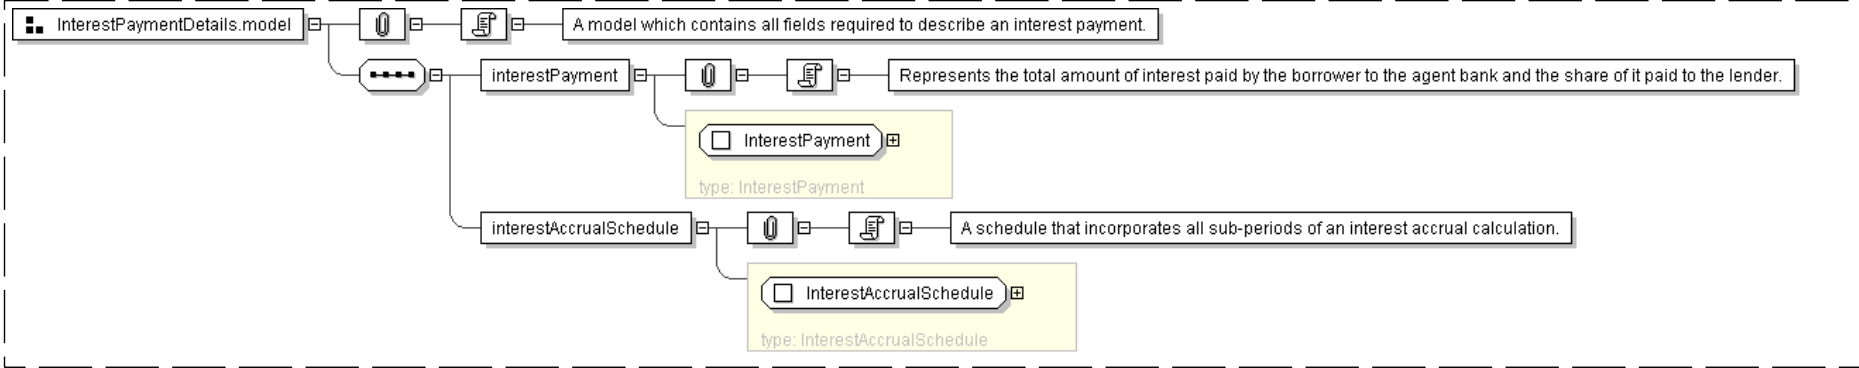 InterestPaymentDetails.model
A model which contains all fields required to describe an interest payment.
interestPayment
Represents the total amount of interest paid by the borrower to the agent bank and the share of it paid to the lender.
InterestPayment
type: InterestPayment
interestAccrualSchedule
A schedule that incorporates all sub-periods of an interest accrual calculation.
InterestAccrualSchedule
type: InterestAccrualSchedule